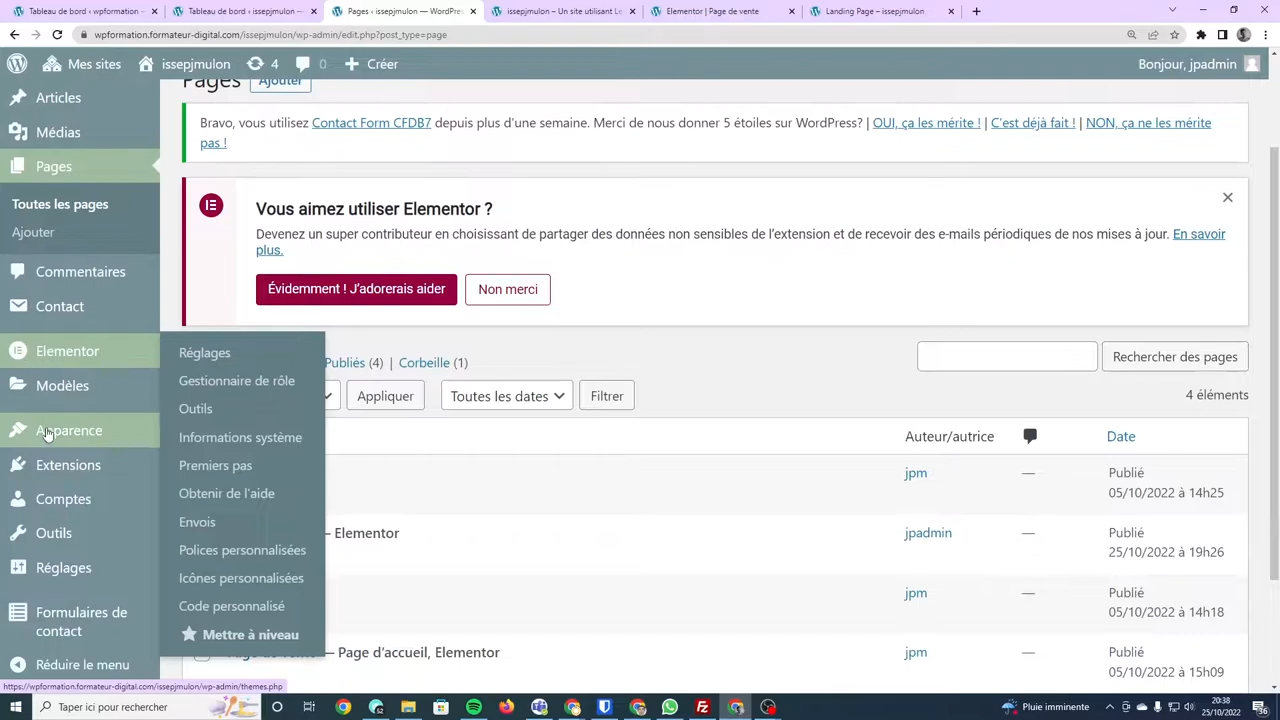 Tableau de bord
Tableau de bord
Pages ‹ issepjmulon — WordPres
issepjmulon – Un site utilisant L
Elementor | Page de vente
Landing Page – issepjmulon
wpformation.formateur-digital.com/issepjmulon/wp-admin/edit.php?post_type=page
Mes sites
issepjmulon
4
0
Créer
Bonjour, jpadmin
Articles
Médias
Pages
Toutes les pages
Ajouter
Commentaires
Contact
Elementor
Modèles
Apparence
Extensions
Comptes
Outils
Réglages
Formulaires de
contact
Réduire le menu
Réglages
Gestionnaire de rôle
Outils
Informations système
Premiers pas
Obtenir de l'aide
Envois
Polices personnalisées
Icônes personnalisées
Code personnalisé
Mettre à niveau
Pages Ajouter
Bravo, vous utilisez Contact Form CFDB7 depuis plus d'une semaine. Merci de nous donner 5 étoiles sur WordPress? | OUI, ça les mérite ! | C'est déjà fait ! | NON, ça ne les mérite
pas !
Vous aimez utiliser Elementor ?
Devenez un super contributeur en choisissant de partager des données non sensibles de l'extension et de recevoir des e-mails périodiques de nos mises à jour. En savoir
plus.
Évidemment ! J'adorerais aider
Non merci
Publiés (4) | Corbeille (1)
Rechercher des pages
Appliquer
Toutes les dates
Filtrer
4 éléments
Auteur/autrice
Date
jpm — Publié
05/10/2022 à 14h25
– Elementor jpadmin — Publié
25/10/2022 à 19h26
jpm — Publié
05/10/2022 à 14h18
— Page d'accueil, Elementor jpm — Publié
05/10/2022 à 15h09
https://wpformation.formateur-digital.com/issepjmulon/wp-admin/themes.php
Taper ici pour rechercher
Pluie imminente
20:38
25/10/2022